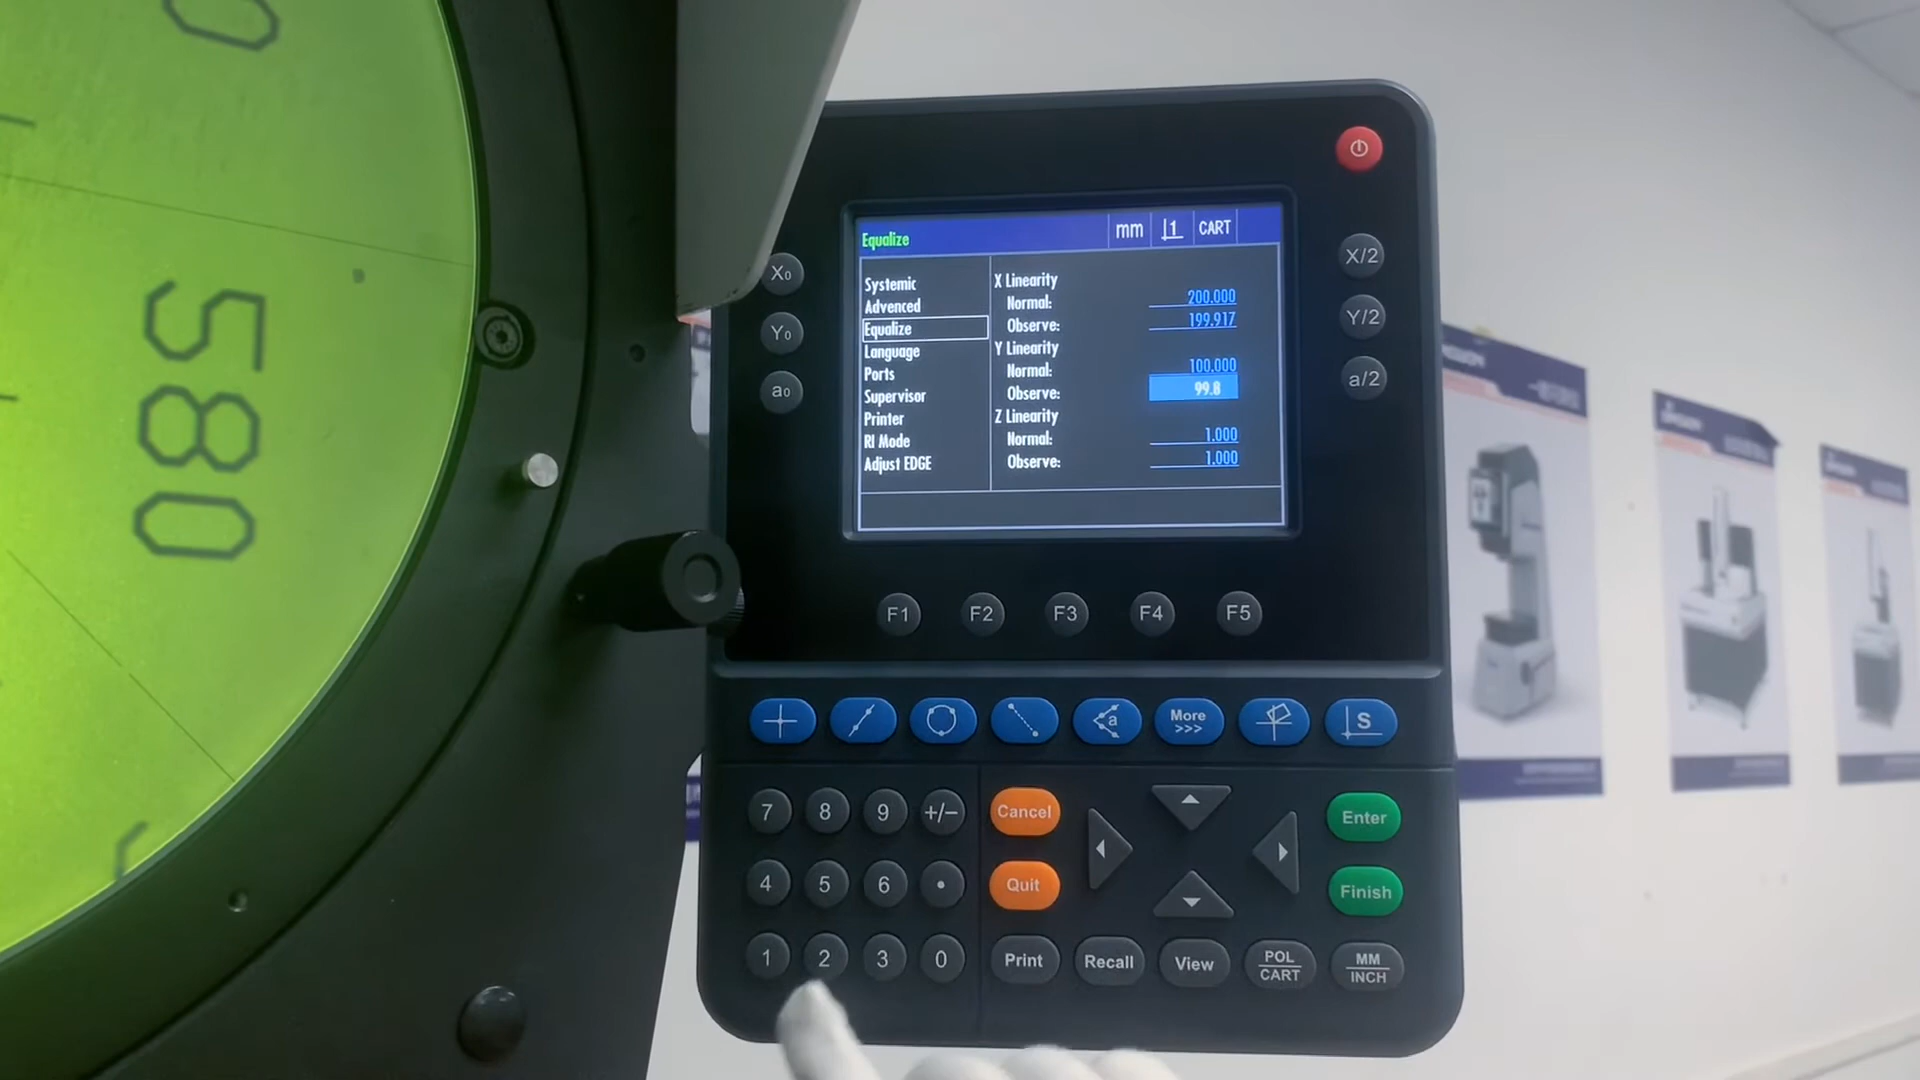 580
Equalize mm 1 CART
Systemic
Advanced
Equalize
Language
Ports
Supervisor
Printer
RI Mode
Adjust EDGE
X Linearity
Normal: 200.000
Observe: 199.917
Y Linearity
Normal: 100.000
Observe: 99.8
Z Linearity
Normal: 1.000
Observe: 1.000
X0
Y0
a0
X/2
Y/2
a/2
F1 F2 F3 F4 F5
a
More
>>>
S
7 8 9 +/− Cancel Enter
4 5 6 • Quit Finish
1 2 3 0 Print Recall View POL
CART MM
INCH